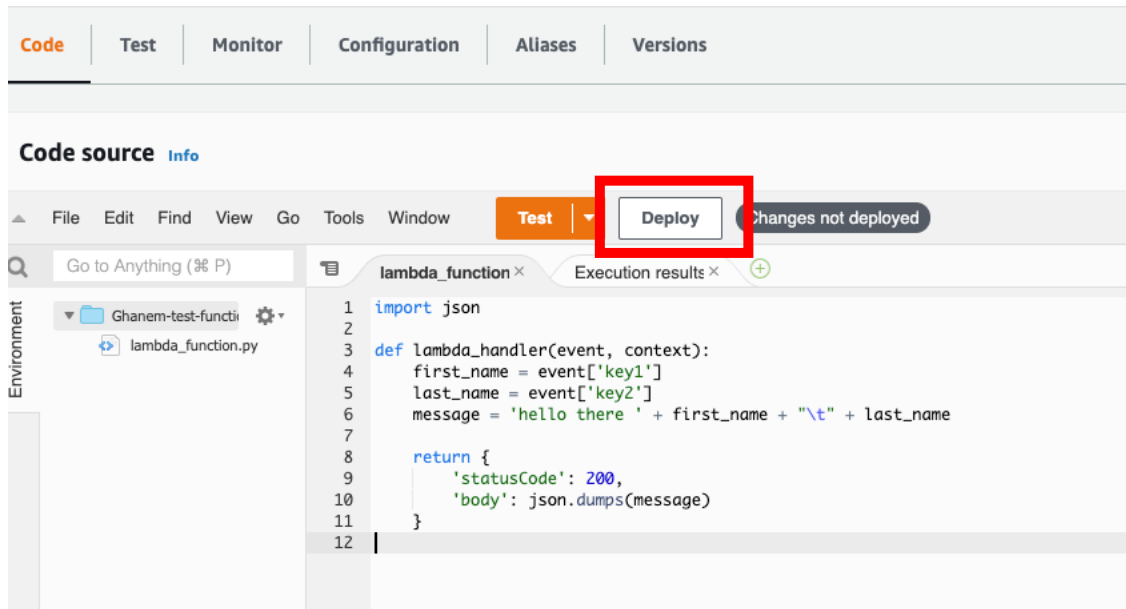 Code Test Monitor Configuration Aliases Versions
Code source Info
File Edit Find View Go Tools Window Test Deploy Changes not deployed
Go to Anything (⌘ P) lambda_function × Execution results ×
Environment
Ghanem-test-functi
lambda_function.py
1 import json
2
3 def lambda_handler(event, context):
4     first_name = event['key1']
5     last_name = event['key2']
6     message = 'hello there ' + first_name + "\t" + last_name
7
8     return {
9         'statusCode': 200,
10         'body': json.dumps(message)
11     }
12